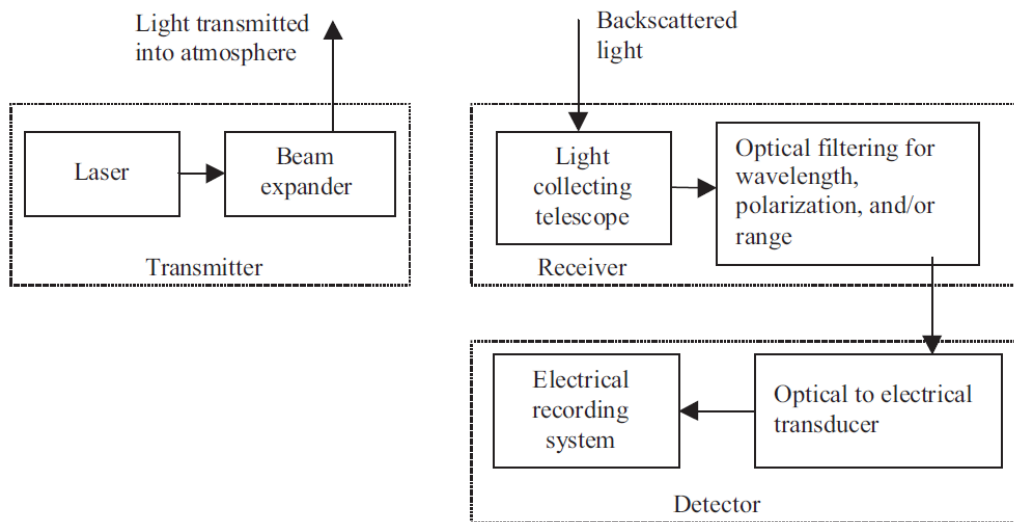 Light transmitted
into atmosphere
Backscattered
light
Laser
Beam
expander
Transmitter
Light
collecting
telescope
Optical filtering for
wavelength,
polarization, and/or
range
Receiver
Electrical
recording
system
Optical to electrical
transducer
Detector